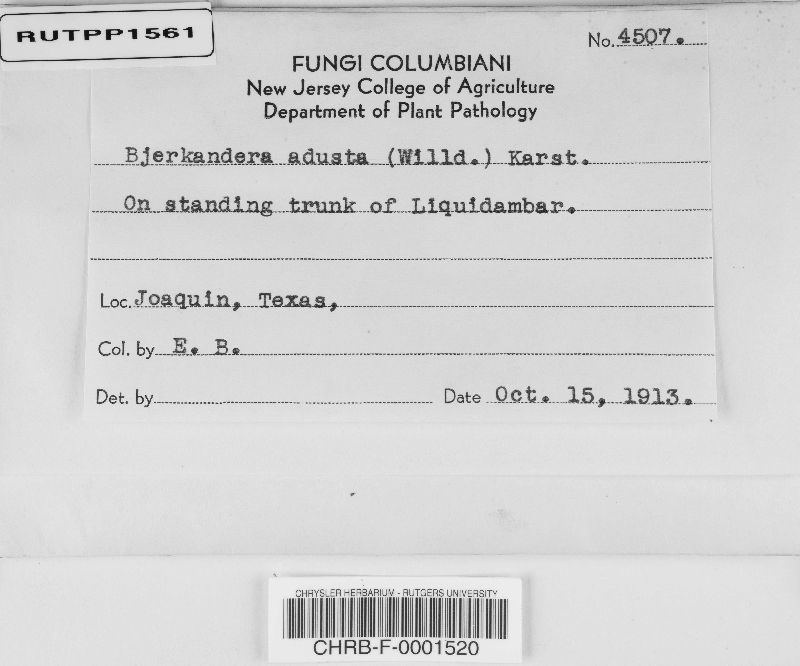 RUTPP1561
No. 4507.
FUNGI COLUMBIANI
New Jersey College of Agriculture
Department of Plant Pathology
Bjerkandera adusta (Willd.) Karst.
On standing trunk of Liquidambar.
Loc. Joaquin, Texas,
Col. by E. B.
Det. by Date Oct. 15, 1913.
CHRYSLER HERBARIUM - RUTGERS UNIVERSITY
CHRB-F-0001520